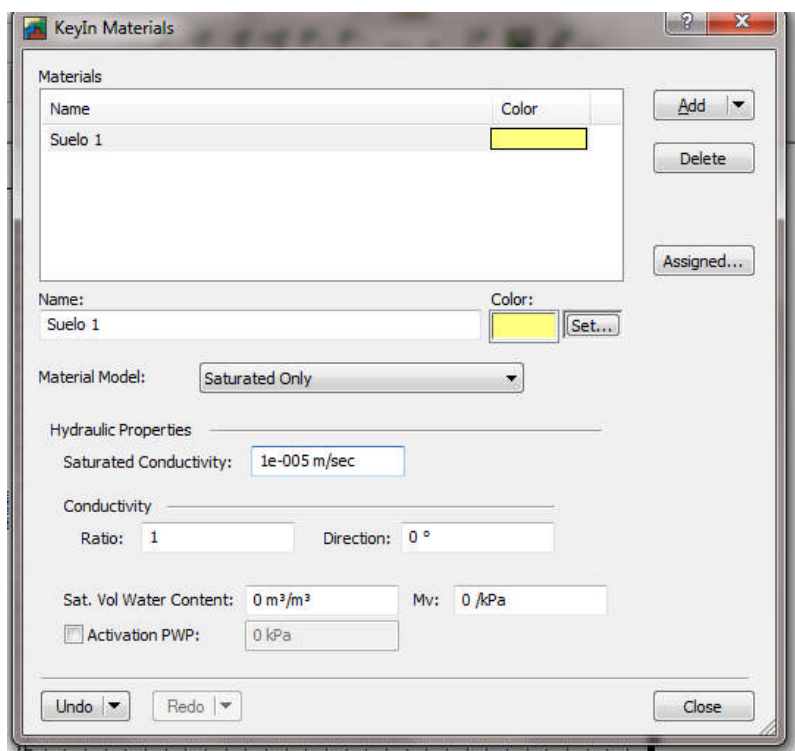 KeyIn Materials
Materials
Name Color
Add
Suelo 1
Delete
Assigned...
Name: Color:
Suelo 1 Set...
Material Model: Saturated Only
Hydraulic Properties
Saturated Conductivity: 1e-005 m/sec
Conductivity
Ratio: 1 Direction: 0 °
Sat. Vol Water Content: 0 m³/m³ Mv: 0 /kPa
Activation PWP: 0 kPa
Undo Redo Close